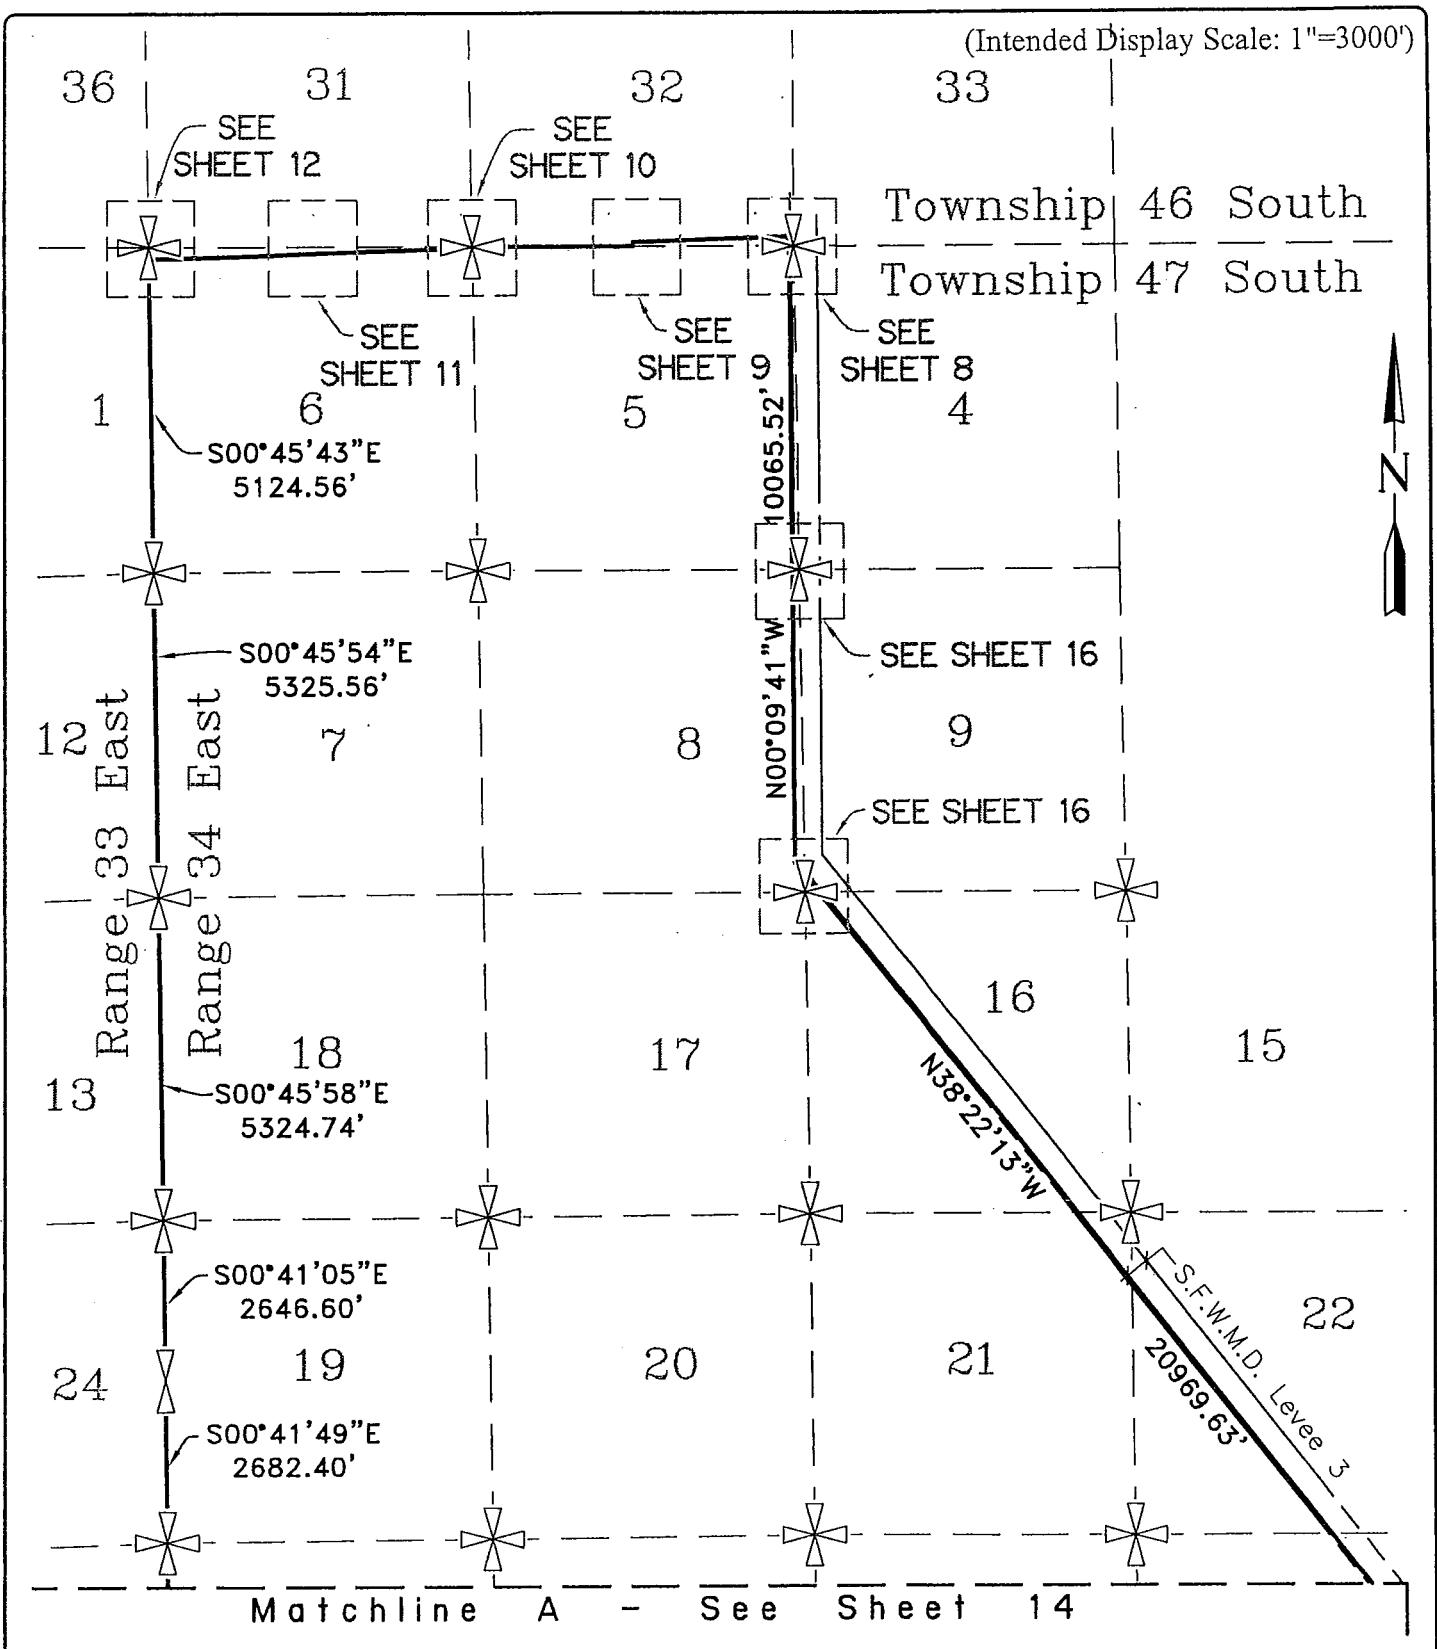 (Intended Display Scale: 1"=3000')
36
31
32
33
SEE
SHEET 12
SEE
SHEET 10
Township 46 South
Township 47 South
SEE
SHEET 11
SEE
SHEET 9
SEE
SHEET 8
1
6
5
4
S00°45'43"E
5124.56'
10065.52'
N
S00°45'54"E
5325.56'
N00°09'41"W
SEE SHEET 16
12
Range 33 East
Range 34 East
7
8
9
SEE SHEET 16
16
13
18
17
15
S00°45'58"E
5324.74'
N38°22'13"W
S00°41'05"E
2646.60'
S.F.W.M.D. Levee 3
22
24
19
20
21
20969.63'
S00°41'49"E
2682.40'
Matchline A - See Sheet 14